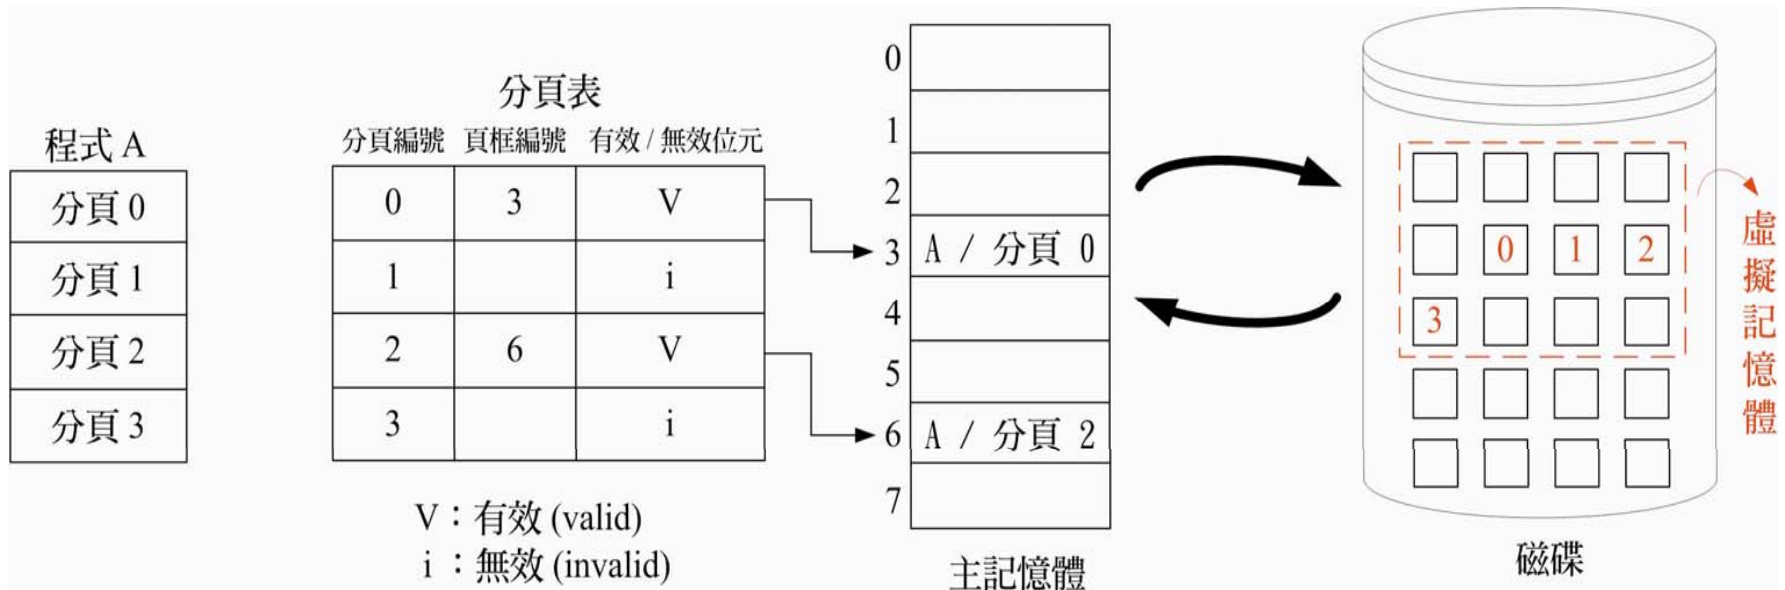 程式 A
分頁 0
分頁 1
分頁 2
分頁 3
分頁表
分頁編號 頁框編號 有效 / 無效位元
0 3 V
1 i
2 6 V
3 i
V：有效 (valid)
i：無效 (invalid)
0
1
2
3 A / 分頁 0
4
5
6 A / 分頁 2
7
主記憶體
0 1 2
3
虛擬記憶體
磁碟